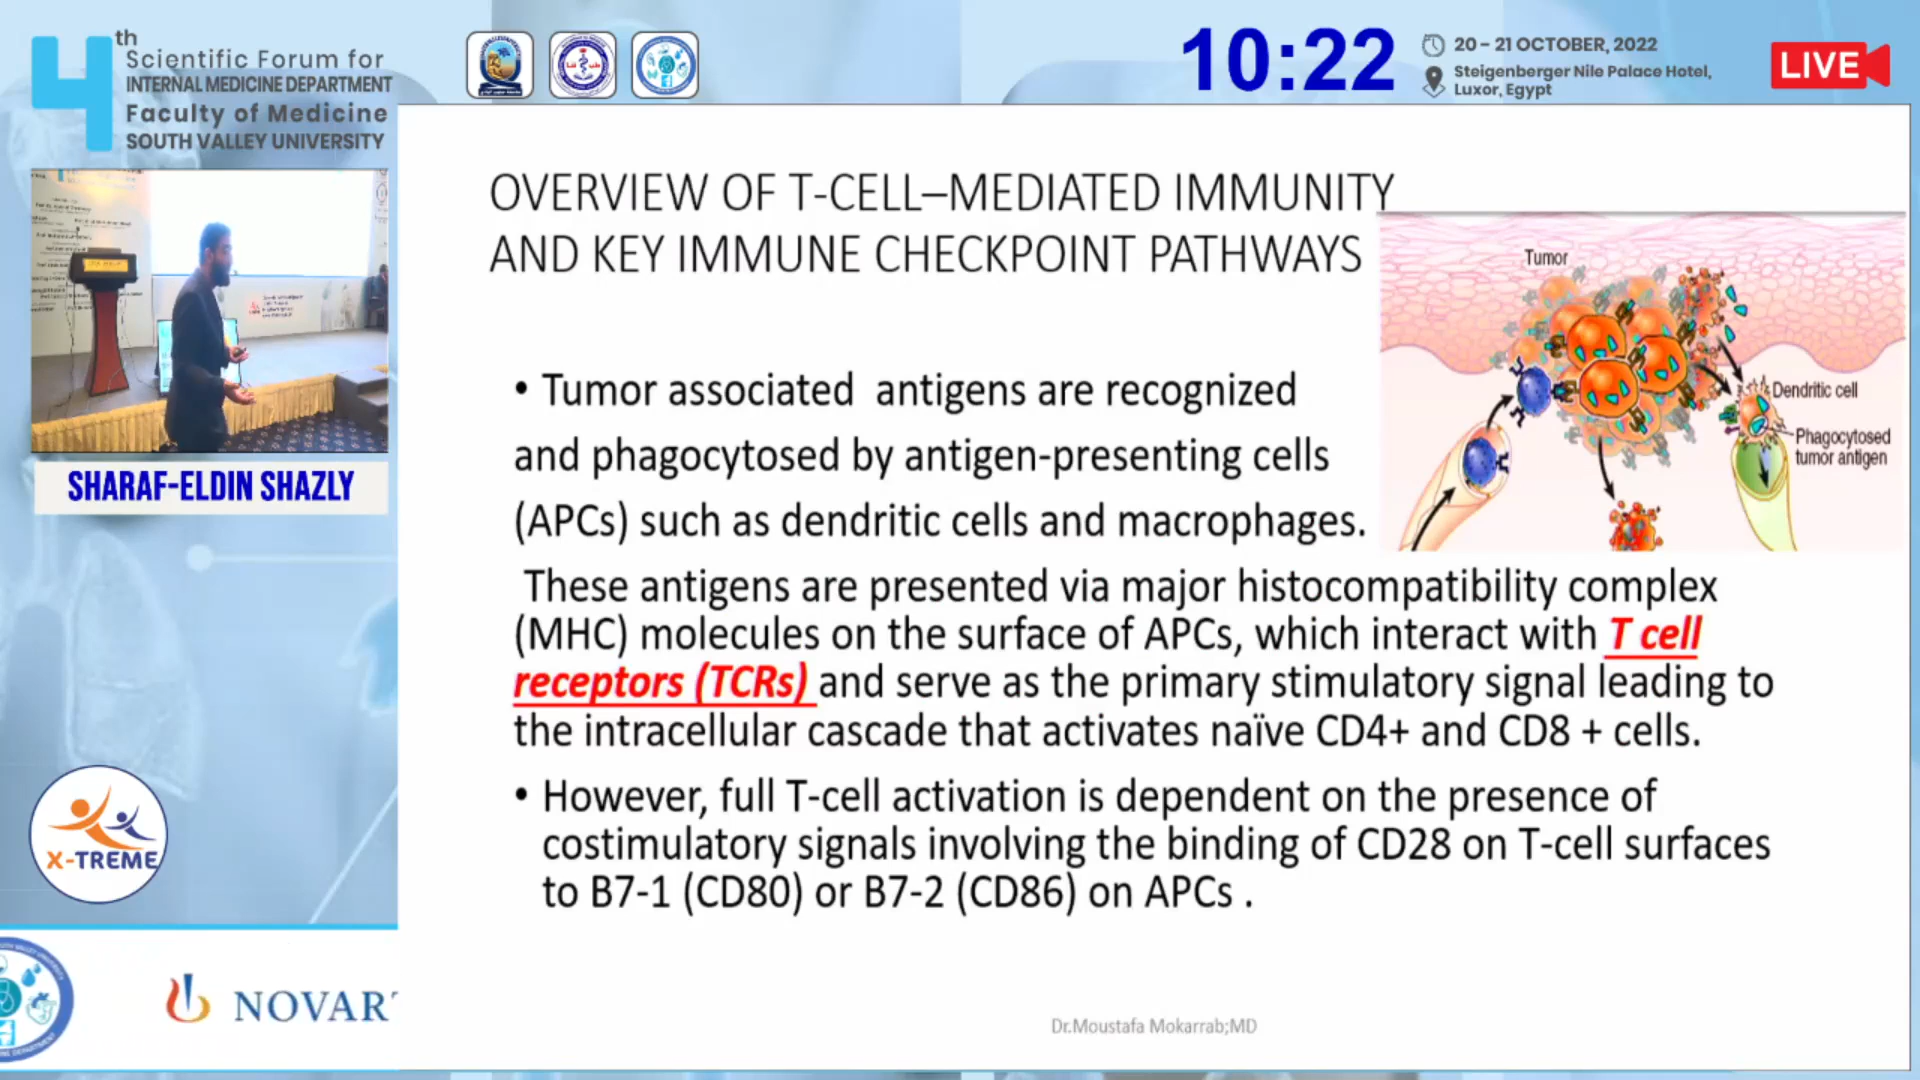 4th
Scientific Forum for
INTERNAL MEDICINE DEPARTMENT
Faculty of Medicine
SOUTH VALLEY UNIVERSITY
10:22
20 – 21 OCTOBER, 2022
Steigenberger Nile Palace Hotel,
Luxor, Egypt
LIVE
SHARAF-ELDIN SHAZLY
X-TREME
NOVAR
OVERVIEW OF T-CELL–MEDIATED IMMUNITY
AND KEY IMMUNE CHECKPOINT PATHWAYS
Tumor
Dendritic cell
Phagocytosed
tumor antigen
• Tumor associated antigens are recognized
and phagocytosed by antigen-presenting cells
(APCs) such as dendritic cells and macrophages.
These antigens are presented via major histocompatibility complex
(MHC) molecules on the surface of APCs, which interact with T cell
receptors (TCRs) and serve as the primary stimulatory signal leading to
the intracellular cascade that activates naïve CD4+ and CD8 + cells.
• However, full T-cell activation is dependent on the presence of
costimulatory signals involving the binding of CD28 on T-cell surfaces
to B7-1 (CD80) or B7-2 (CD86) on APCs .
Dr.Moustafa Mokarrab;MD